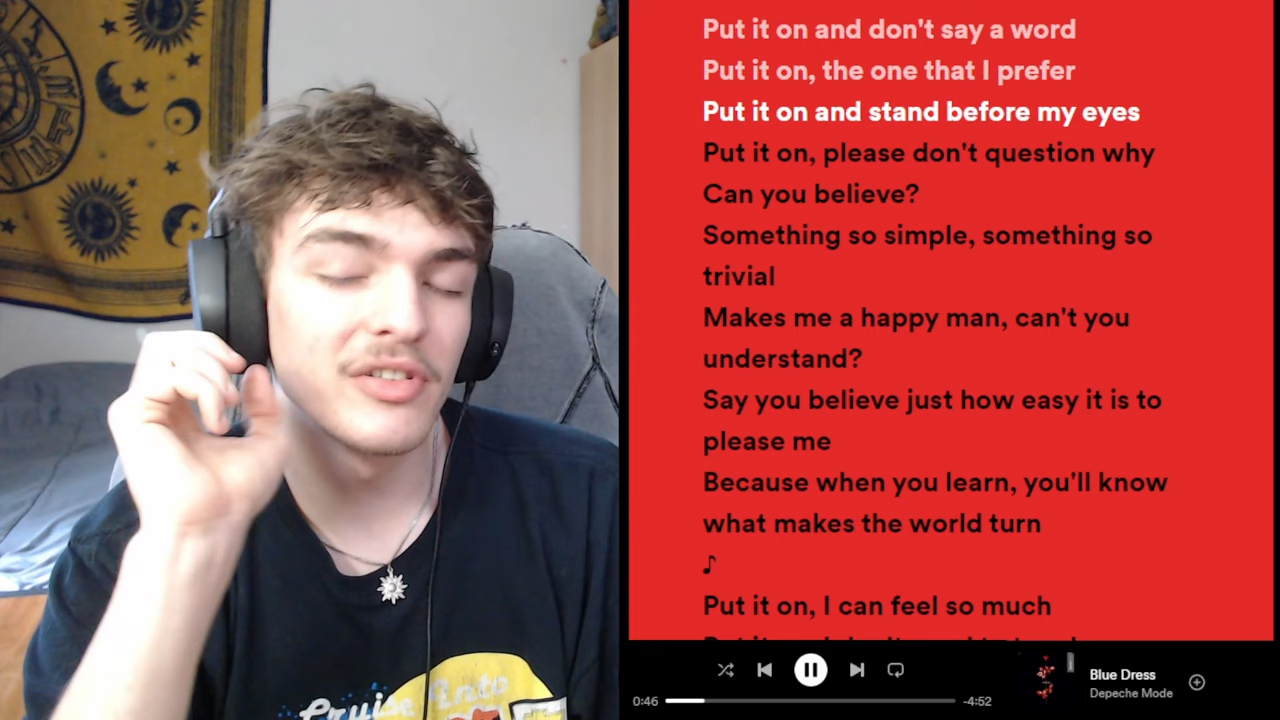 Put it on and don't say a word
Put it on, the one that I prefer
Put it on and stand before my eyes
Put it on, please don't question why
Can you believe?
Something so simple, something so
trivial
Makes me a happy man, can't you
understand?
Say you believe just how easy it is to
please me
Because when you learn, you'll know
what makes the world turn
♪
Put it on, I can feel so much
Blue Dress
Depeche Mode
0:46
-4:52
Cruise Into